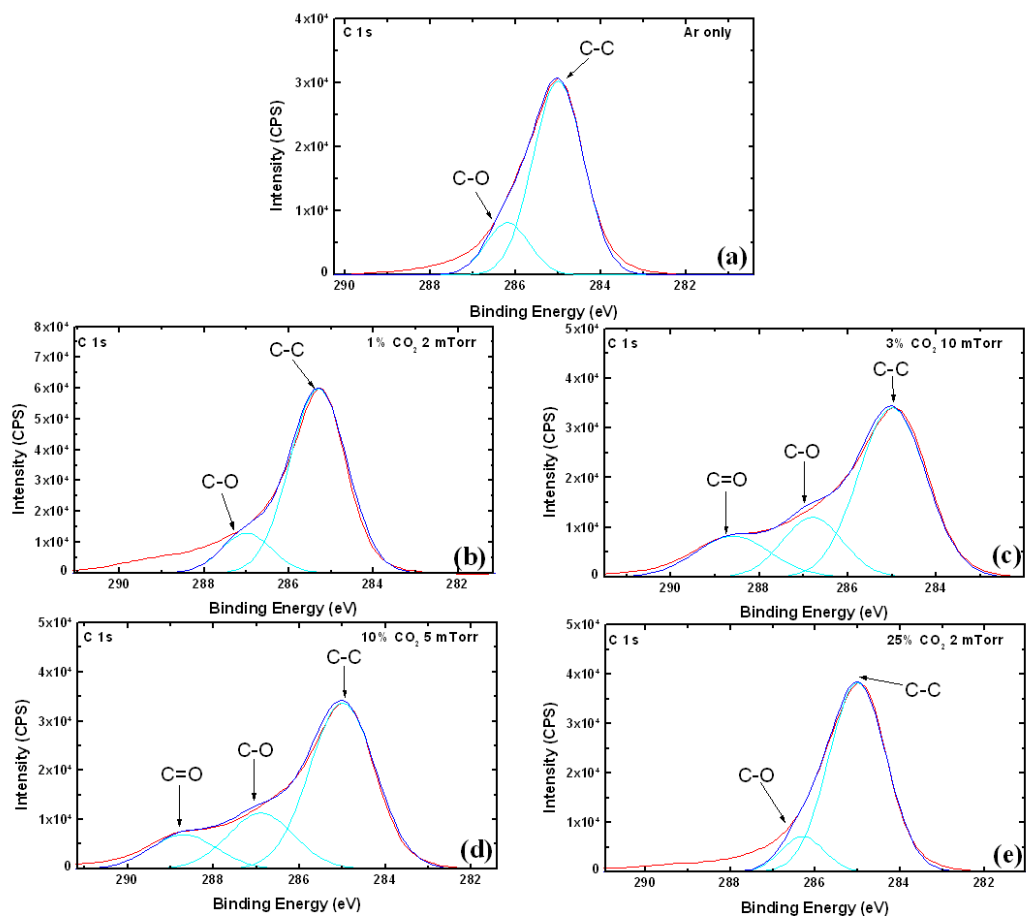 C 1s
Ar only
C-C
C-O
4x10⁴
3x10⁴
2x10⁴
1x10⁴
0
Intensity (CPS)
290
288
286
284
282
Binding Energy (eV)
(a)
C 1s
1% CO₂ 2 mTorr
C-C
C-O
8x10⁴
7x10⁴
6x10⁴
5x10⁴
4x10⁴
3x10⁴
2x10⁴
1x10⁴
0
Intensity (CPS)
290
288
286
284
282
Binding Energy (eV)
(b)
C 1s
3% CO₂ 10 mTorr
C-C
C-O
C=O
5x10⁴
4x10⁴
3x10⁴
2x10⁴
1x10⁴
0
Intensity (CPS)
290
288
286
284
Binding Energy (eV)
(c)
C 1s
10% CO₂ 5 mTorr
C-C
C-O
C=O
5x10⁴
4x10⁴
3x10⁴
2x10⁴
1x10⁴
0
Intensity (CPS)
290
288
286
284
282
Binding Energy (eV)
(d)
C 1s
25% CO₂ 2 mTorr
C-C
C-O
5x10⁴
4x10⁴
3x10⁴
2x10⁴
1x10⁴
0
Intensity (CPS)
290
288
286
284
282
Binding Energy (eV)
(e)